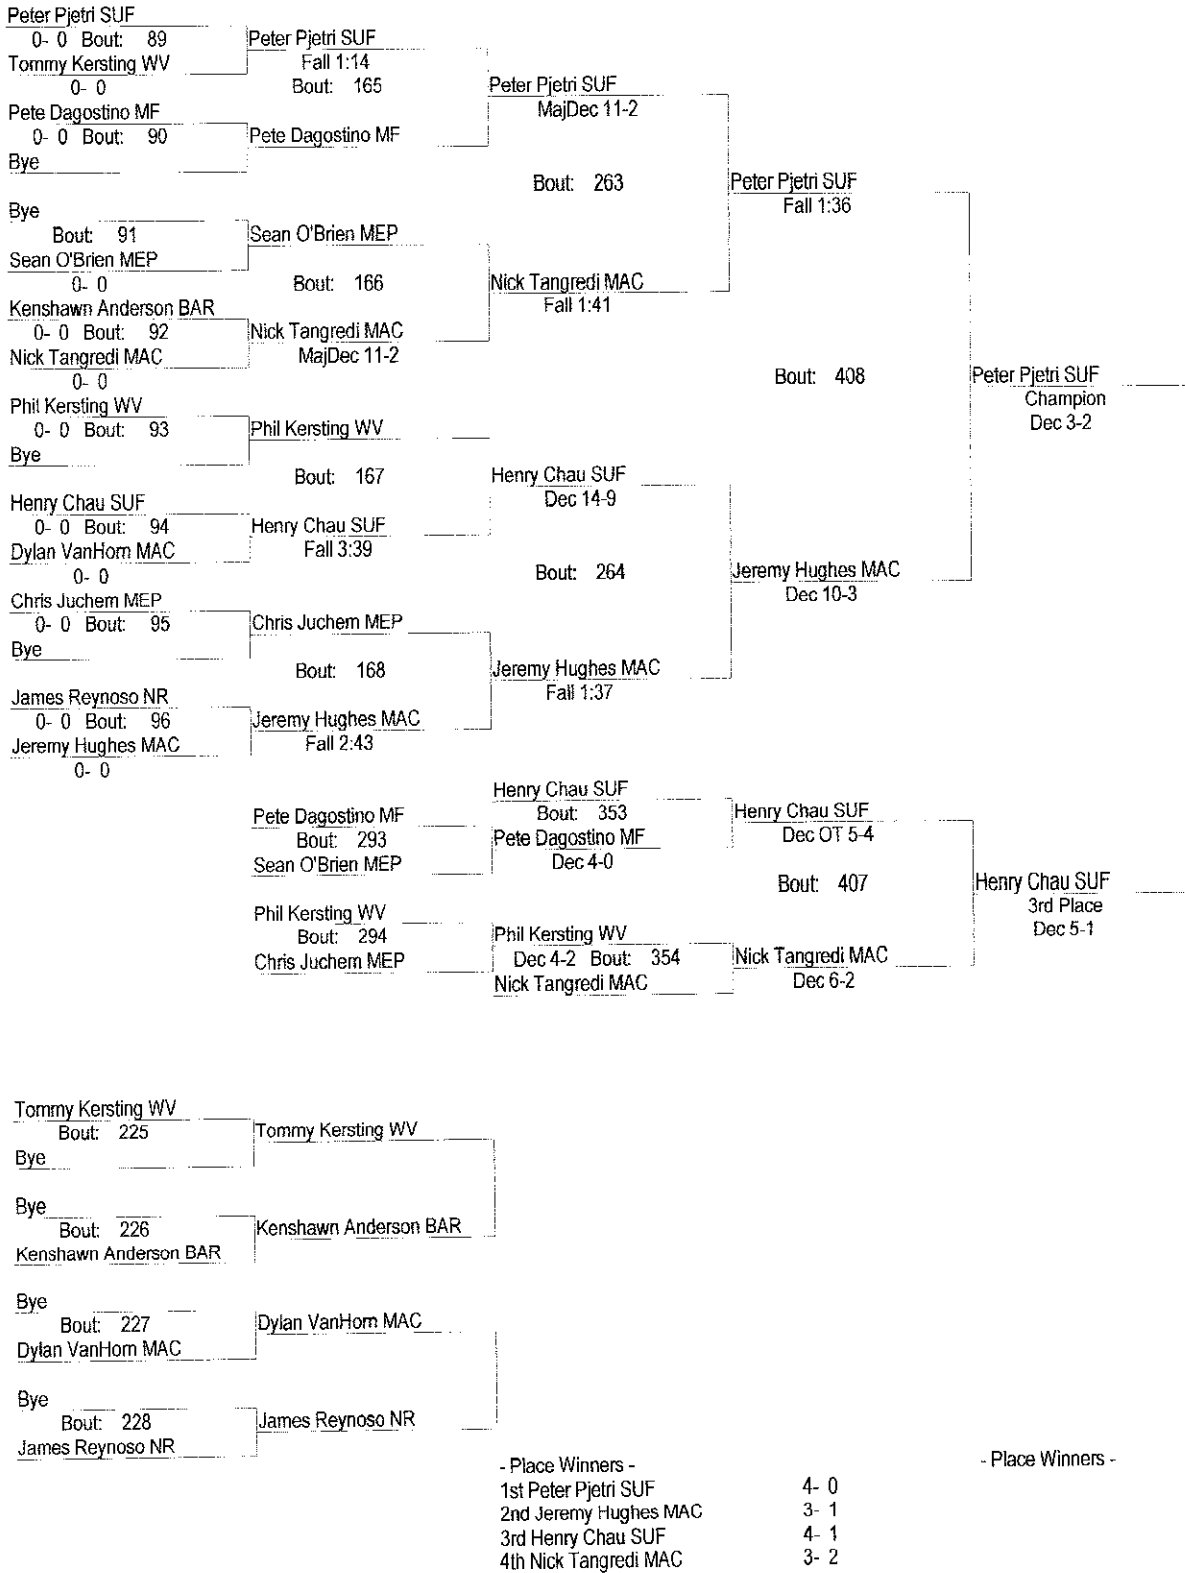 Peter Pjetri SUF
0- 0 Bout: 89
Tommy Kersting WV
0- 0
Pete Dagostino MF
0- 0 Bout: 90
Bye
Bye
Bout: 91
Sean O'Brien MEP
0- 0
Kenshawn Anderson BAR
0- 0 Bout: 92
Nick Tangredi MAC
0- 0
Phil Kersting WV
0- 0 Bout: 93
Bye
Henry Chau SUF
0- 0 Bout: 94
Dylan VanHorn MAC
0- 0
Chris Juchem MEP
0- 0 Bout: 95
Bye
James Reynoso NR
0- 0 Bout: 96
Jeremy Hughes MAC
0- 0
Peter Pjetri SUF
Fall 1:14
Bout: 165
Pete Dagostino MF
Sean O'Brien MEP
Bout: 166
Nick Tangredi MAC
MajDec 11-2
Phil Kersting WV
Bout: 167
Henry Chau SUF
Fall 3:39
Chris Juchem MEP
Bout: 168
Jeremy Hughes MAC
Fall 2:43
Peter Pjetri SUF
MajDec 11-2
Bout: 263
Nick Tangredi MAC
Fall 1:41
Henry Chau SUF
Dec 14-9
Bout: 264
Jeremy Hughes MAC
Fall 1:37
Peter Pjetri SUF
Fall 1:36
Bout: 408
Jeremy Hughes MAC
Dec 10-3
Peter Pjetri SUF
Champion
Dec 3-2
Pete Dagostino MF
Bout: 293
Sean O'Brien MEP
Phil Kersting WV
Bout: 294
Chris Juchem MEP
Henry Chau SUF
Bout: 353
Pete Dagostino MF
Dec 4-0
Phil Kersting WV
Dec 4-2 Bout: 354
Nick Tangredi MAC
Henry Chau SUF
Dec OT 5-4
Bout: 407
Nick Tangredi MAC
Dec 6-2
Henry Chau SUF
3rd Place
Dec 5-1
Tommy Kersting WV
Bout: 225
Bye
Bye
Bout: 226
Kenshawn Anderson BAR
Bye
Bout: 227
Dylan VanHorn MAC
Bye
Bout: 228
James Reynoso NR
Tommy Kersting WV
Kenshawn Anderson BAR
Dylan VanHorn MAC
James Reynoso NR
- Place Winners -
1st Peter Pjetri SUF 4- 0
2nd Jeremy Hughes MAC 3- 1
3rd Henry Chau SUF 4- 1
4th Nick Tangredi MAC 3- 2
- Place Winners -